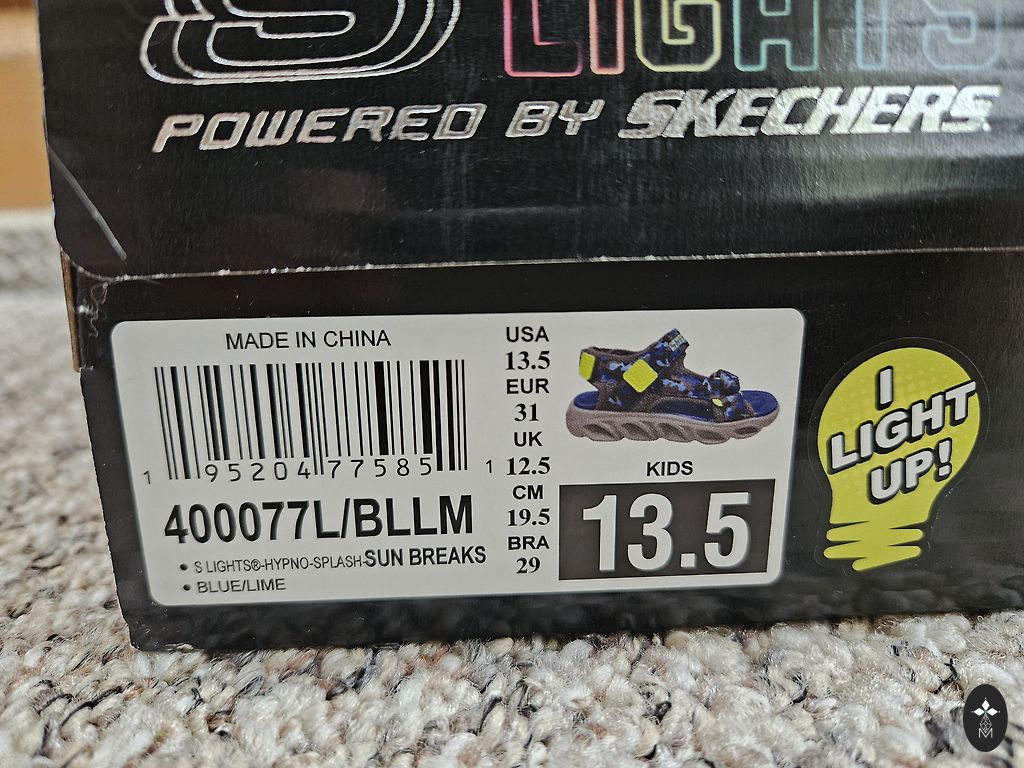 S LIGHTS
POWERED BY SKECHERS.
MADE IN CHINA
1 95204 77585 1
400077L/BLLM
• S LIGHTS®-HYPNO-SPLASH-SUN BREAKS
• BLUE/LIME
USA
13.5
EUR
31
UK
12.5
CM
19.5
BRA
29
KIDS
13.5
I
LIGHT
UP!
M